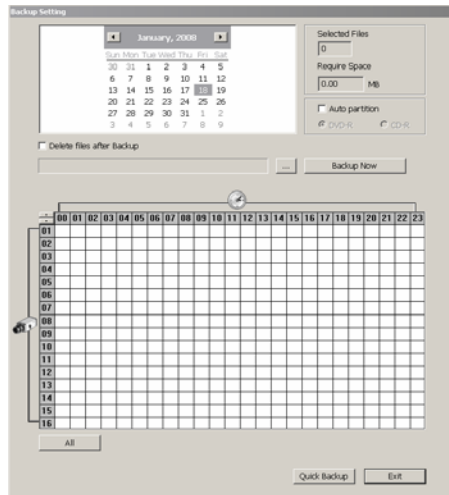 Backup Setting
January, 2008
Sun Mon Tue Wed Thu Fri Sat
30 31 1 2 3 4 5
6 7 8 9 10 11 12
13 14 15 16 17 18 19
20 21 22 23 24 25 26
27 28 29 30 31 1 2
3 4 5 6 7 8 9
Selected Files
0
Require Space
0.00 MB
Auto partition
DVD-R CD-R
Delete files after Backup
... Backup Now
00 01 02 03 04 05 06 07 08 09 10 11 12 13 14 15 16 17 18 19 20 21 22 23
01
02
03
04
05
06
07
08
09
10
11
12
13
14
15
16
All
Quick Backup Exit